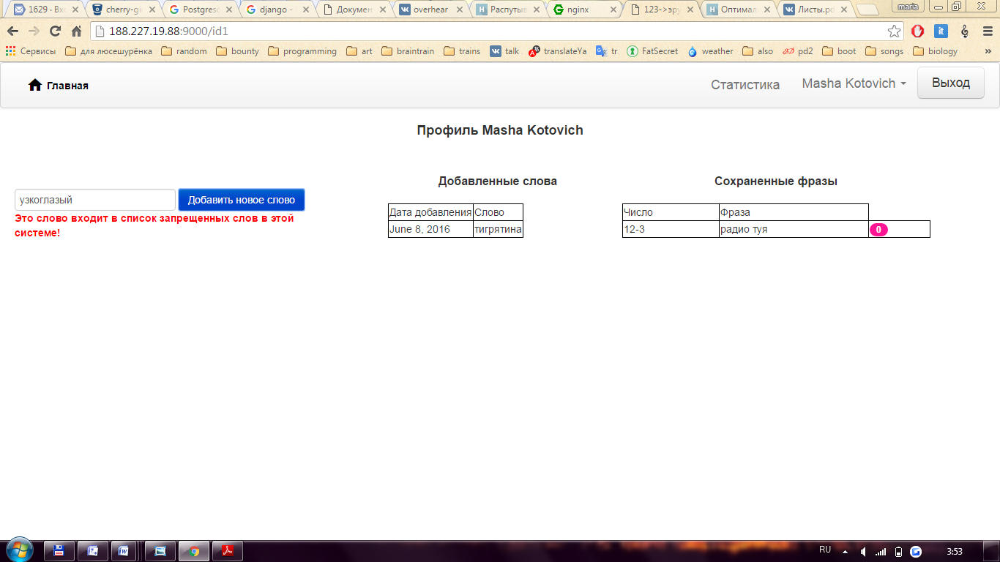 1629 · Вхо
cherry-gi
Postgreso
django -
Докумен
overhear
Распутыв
nginx
123->эру
Оптимал
Листы.pd
maria
188.227.19.88:9000/id1
Сервисы для люсешурёнка random bounty programming art braintrain trains talk translateYa tr FatSecret weather also pd2 boot songs biology »
Главная Статистика Masha Kotovich Выход
Профиль Masha Kotovich
узкоглазый Добавить новое слово
Это слово входит в список запрещенных слов в этой
системе!
Добавленные слова
Дата добавления Слово
June 8, 2016 тигрятина
Сохраненные фразы
Число Фраза
12-3 радио туя 0
RU 3:53